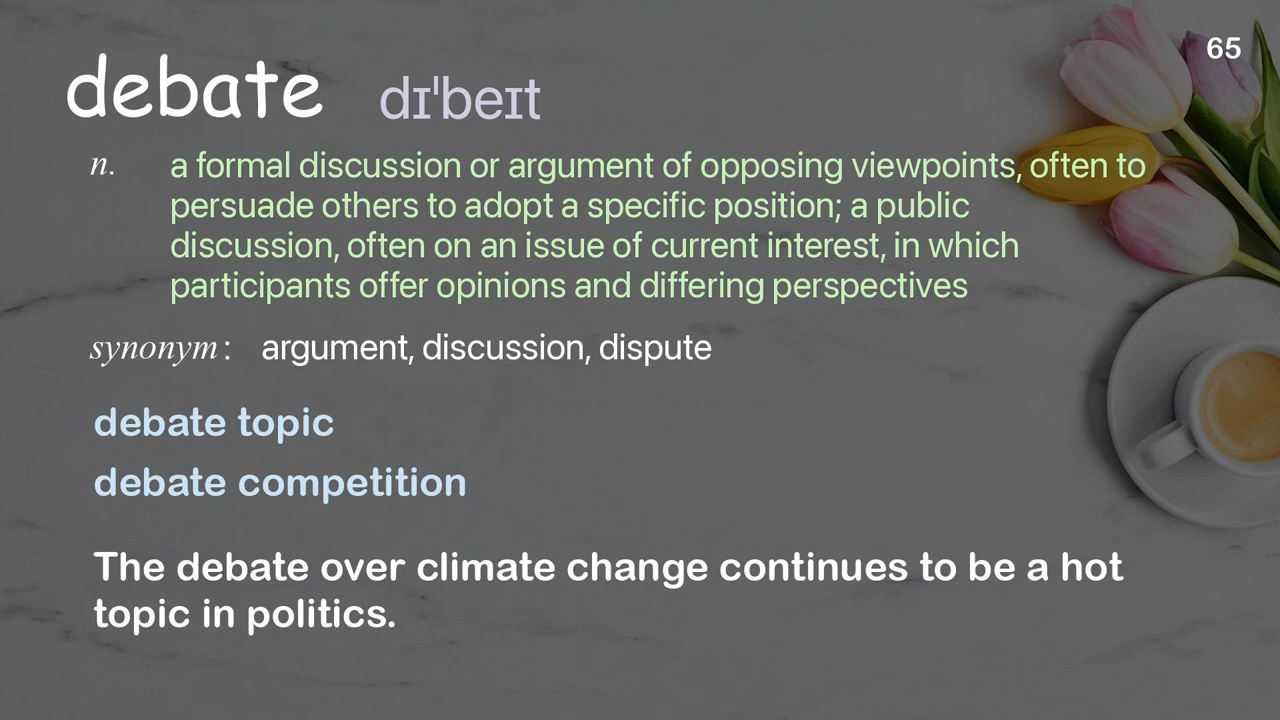 65
debate dɪˈbeɪt
n. a formal discussion or argument of opposing viewpoints, often to
persuade others to adopt a specific position; a public
discussion, often on an issue of current interest, in which
participants offer opinions and differing perspectives
synonym: argument, discussion, dispute
debate topic
debate competition
The debate over climate change continues to be a hot
topic in politics.